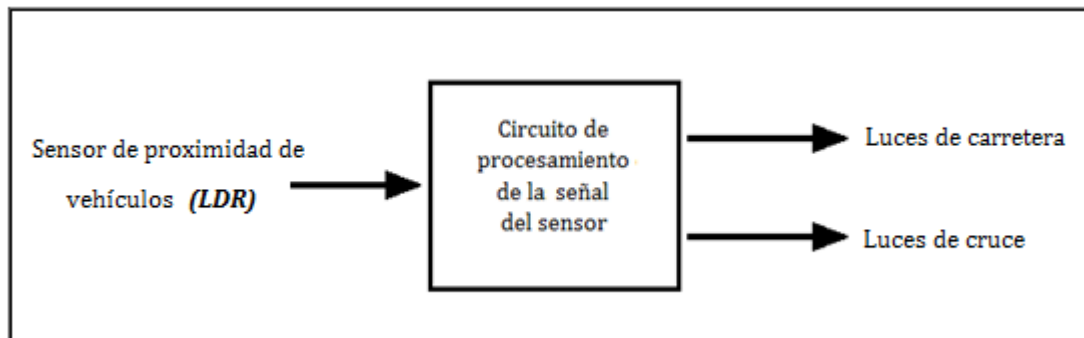 Sensor de proximidad de
vehículos (LDR)
Circuito de
procesamiento
de la señal
del sensor
Luces de carretera
Luces de cruce